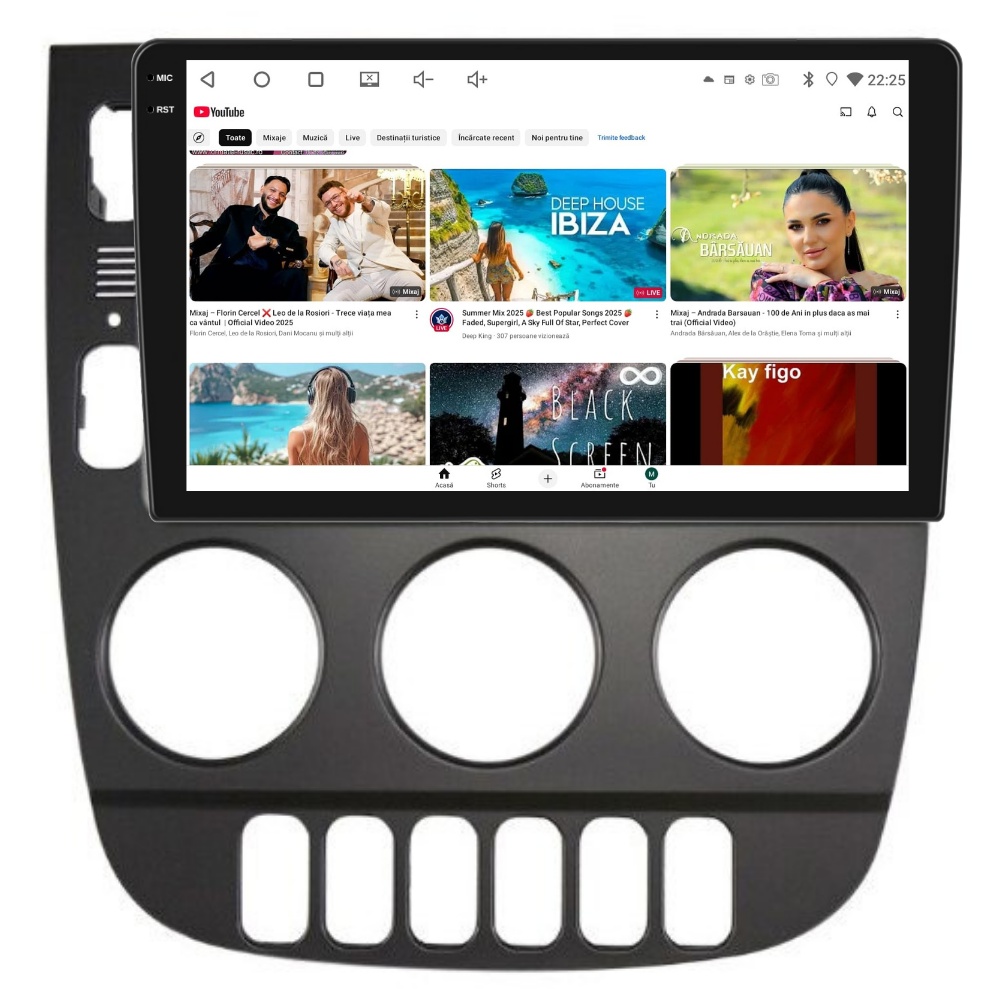 MIC
RST
22:25
YouTube
Toate
Mixaje
Muzică
Live
Destinații turistice
Încărcate recent
Noi pentru tine
Trimite feedback
Mixaj
DEEP HOUSE
IBIZA
LIVE
ANDRADA
BÂRSĂUAN
Mixaj
Mixaj – Florin Cercel ❌ Leo de la Rosiori - Trece viața mea
ca vântul | Official Video 2025
Florin Cercel, Leo de la Rosiori, Dani Mocanu și mulți alții
LIVE
Summer Mix 2025 🍓 Best Popular Songs 2025 🍓
Faded, Supergirl, A Sky Full Of Star, Perfect Cover
Deep King · 307 persoane vizionează
Mixaj – Andrada Barsauan - 100 de Ani in plus daca as mai
trai (Official Video)
Andrada Bârsăuan, Alex de la Orăștie, Elena Toma și mulți alții
BLACK
SCREEN
Kay figo
Acasă
Shorts
Abonamente
M
Tu